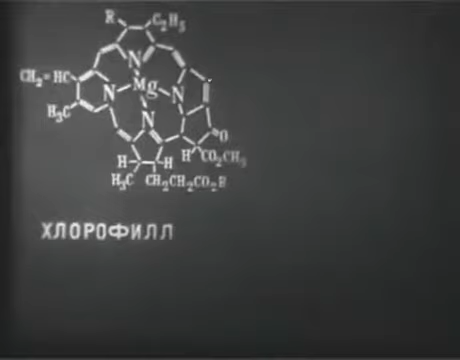 R C₂H₅
N
CH₂=HC Mg
N N
H₃C N
O
H CO₂CH₃
H H
H₃C CH₂CH₂CO₂R
ХЛОРОФИЛЛ